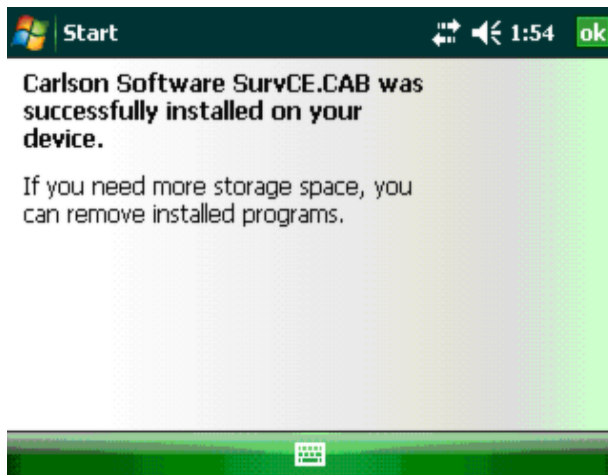 Start 1:54 ok
Carlson Software SurvCE.CAB was
successfully installed on your
device.
If you need more storage space, you
can remove installed programs.